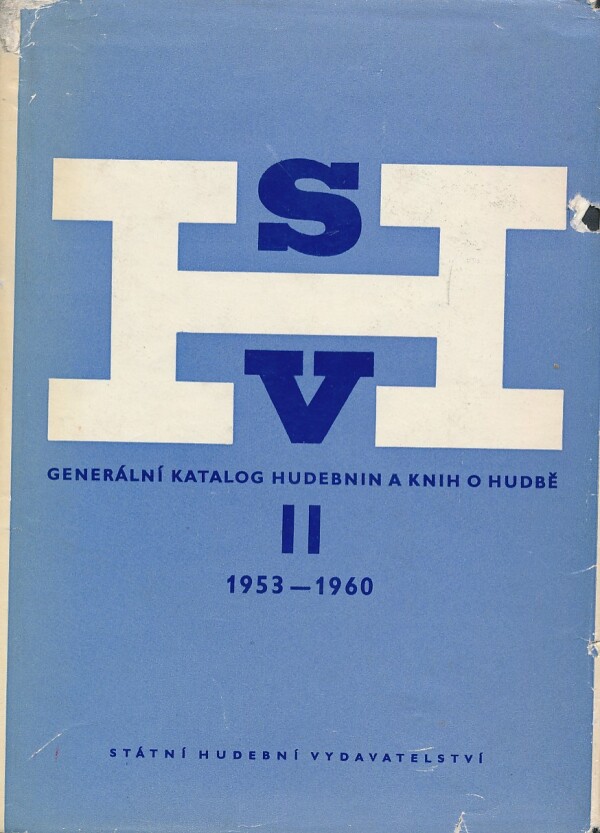 S
H
V
GENERÁLNÍ KATALOG HUDEBNIN A KNIH O HUDBĚ
II
1953—1960
STÁTNÍ HUDEBNÍ VYDAVATELSTVÍ